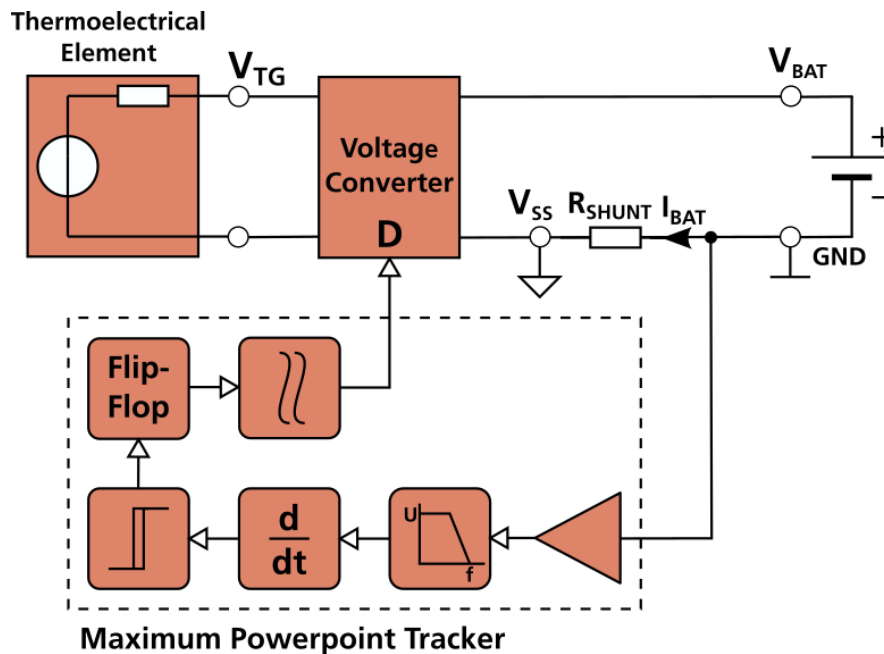 Thermoelectrical
Element
V_TG
V_BAT
Voltage
Converter
+
V_SS
R_SHUNT
I_BAT
−
D
GND
Flip-
Flop
d
dt
U
f
Maximum Powerpoint Tracker